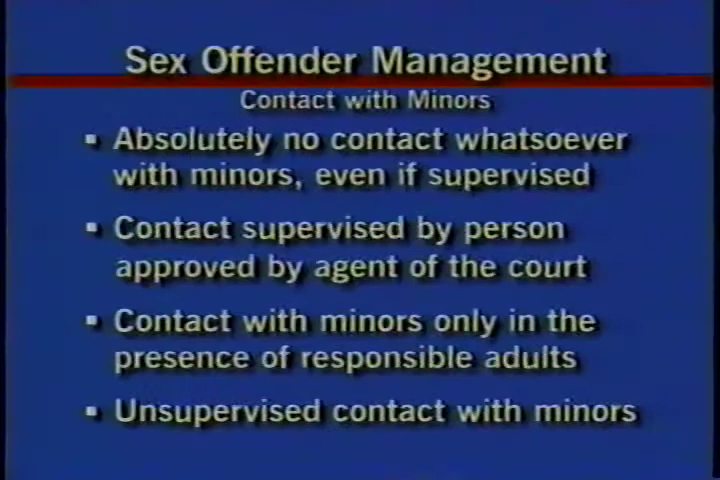 Sex Offender Management
Contact with Minors
▪ Absolutely no contact whatsoever
with minors, even if supervised
▪ Contact supervised by person
approved by agent of the court
▪ Contact with minors only in the
presence of responsible adults
▪ Unsupervised contact with minors